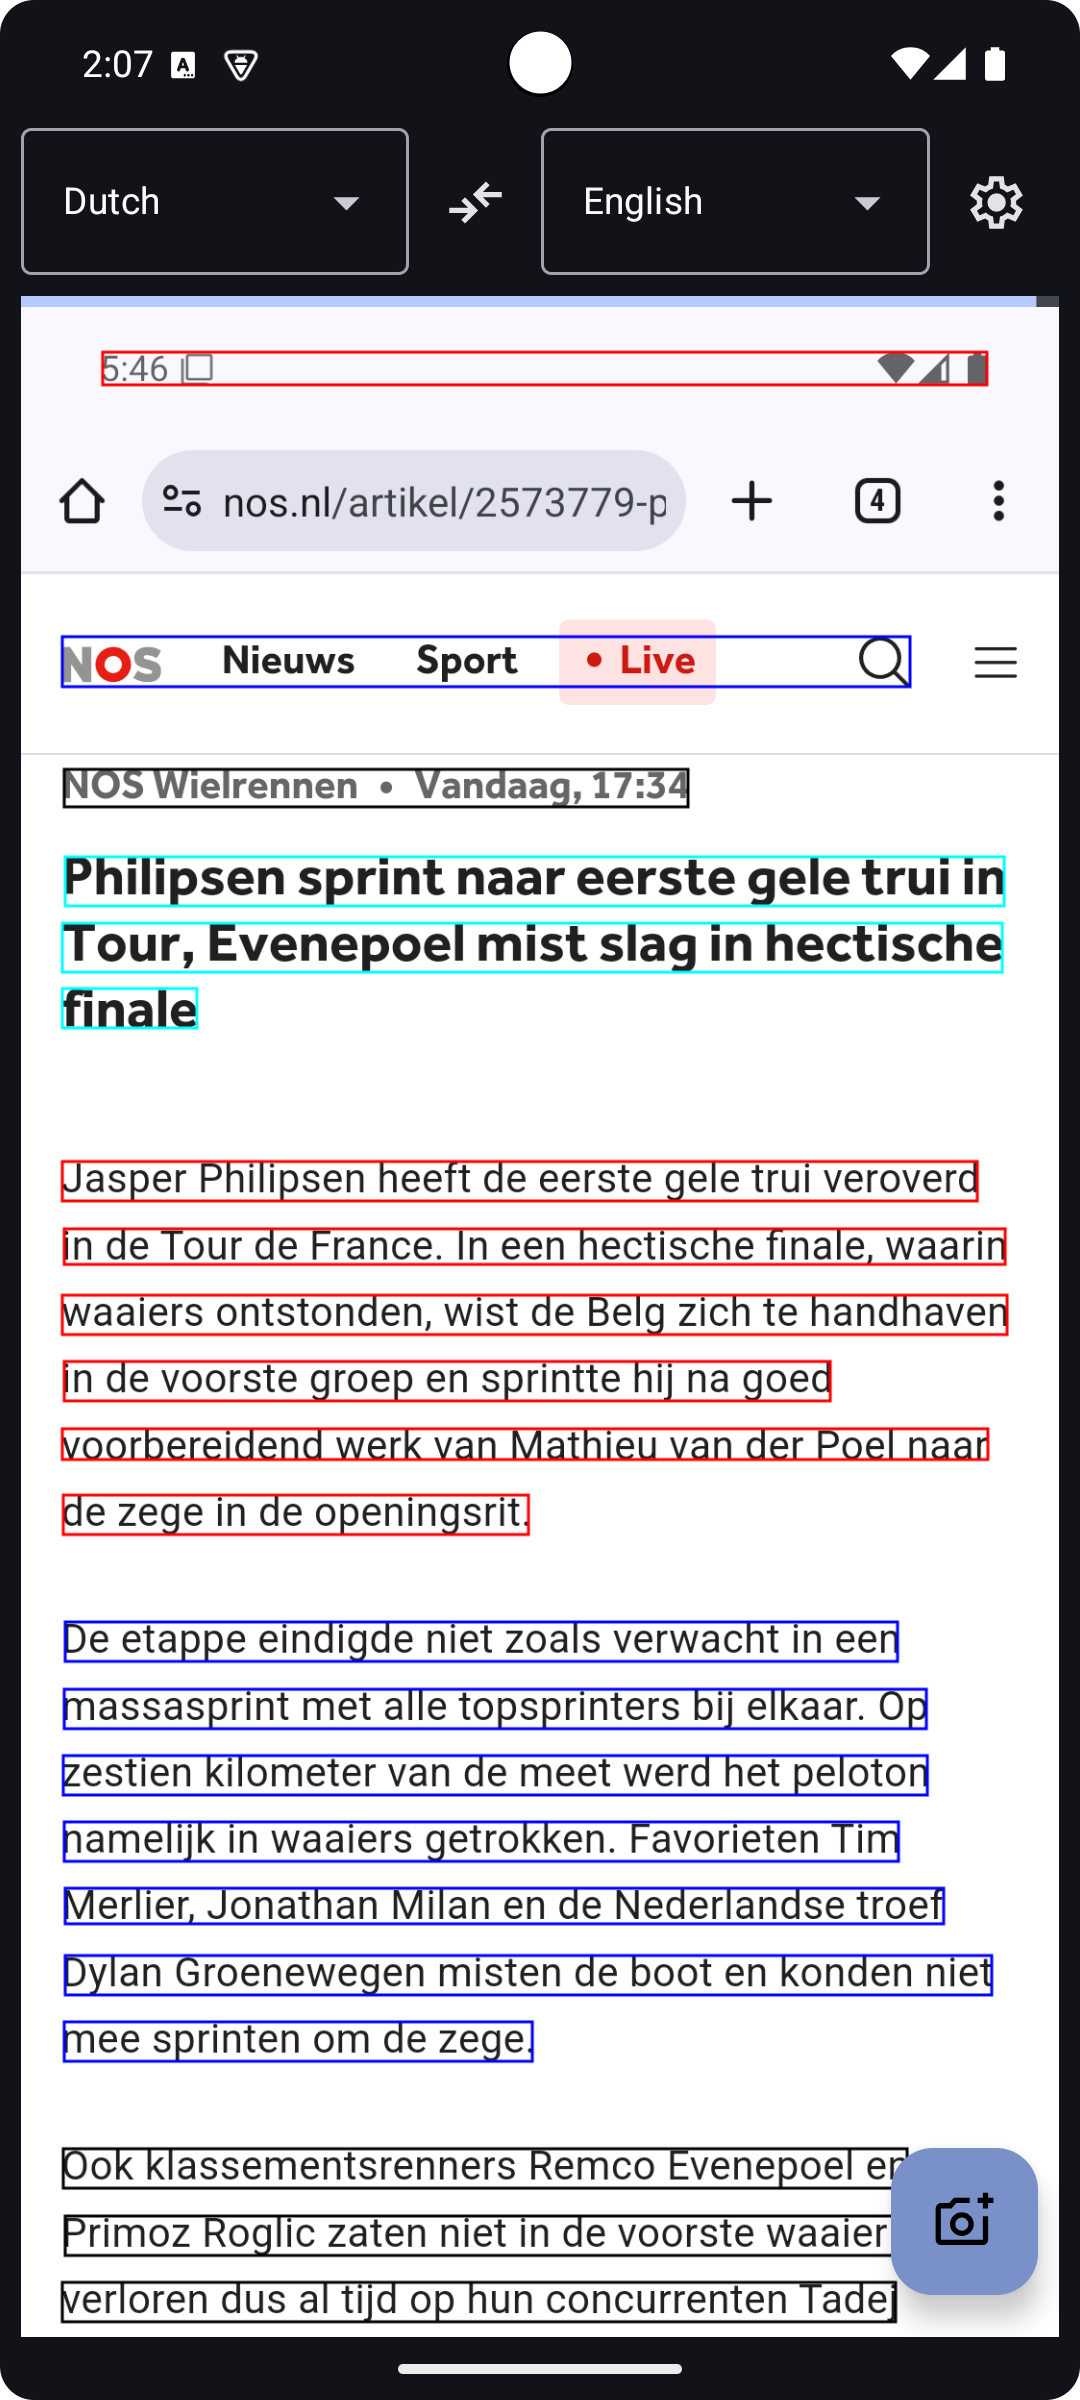 2:07
Dutch
English
5:46
nos.nl/artikel/2573779-p
4
NOS Nieuws Sport • Live
NOS Wielrennen • Vandaag, 17:34
Philipsen sprint naar eerste gele trui in
Tour, Evenepoel mist slag in hectische
finale
Jasper Philipsen heeft de eerste gele trui veroverd
in de Tour de France. In een hectische finale, waarin
waaiers ontstonden, wist de Belg zich te handhaven
in de voorste groep en sprintte hij na goed
voorbereidend werk van Mathieu van der Poel naar
de zege in de openingsrit.
De etappe eindigde niet zoals verwacht in een
massasprint met alle topsprinters bij elkaar. Op
zestien kilometer van de meet werd het peloton
namelijk in waaiers getrokken. Favorieten Tim
Merlier, Jonathan Milan en de Nederlandse troef
Dylan Groenewegen misten de boot en konden niet
mee sprinten om de zege.
Ook klassementsrenners Remco Evenepoel en
Primoz Roglic zaten niet in de voorste waaier
verloren dus al tijd op hun concurrenten Tadej